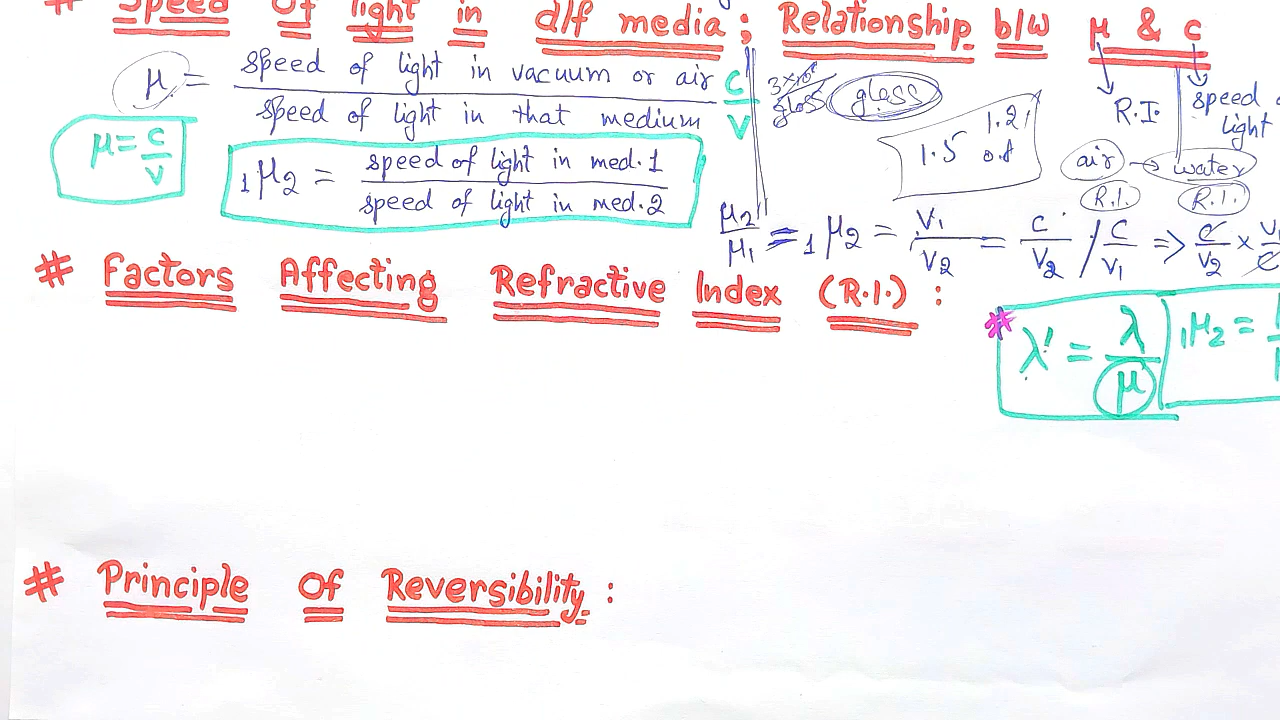 # Speed Of light in d/f media ; Relationship b/w μ & c
μ = speed of light in vacuum or air / speed of light in that medium
c / v
3×10⁸
glass
glass
1.2
1.5
R.I.
speed
light
air → water
R.I. R.I.
μ = c/v
₁μ₂ = speed of light in med. 1 / speed of light in med. 2
μ₂/μ₁ = ₁μ₂ = v₁/v₂ = c/v₂ / c/v₁ => c/v₂ ×
# Factors Affecting Refractive Index (R.I.) :
# λ' = λ/μ
₁μ₂ =
# Principle Of Reversibility :